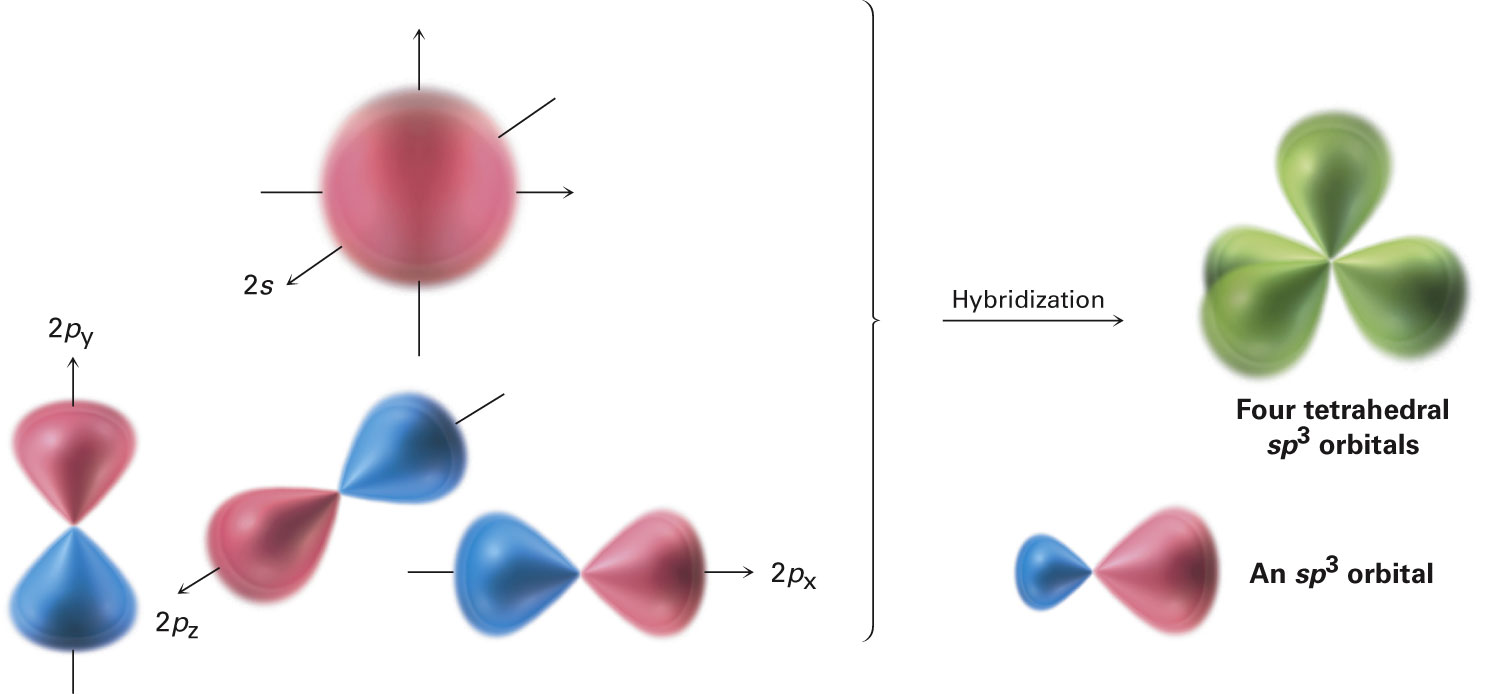 2s
2py
2pz
2px
Hybridization
Four tetrahedral
sp³ orbitals
An sp³ orbital